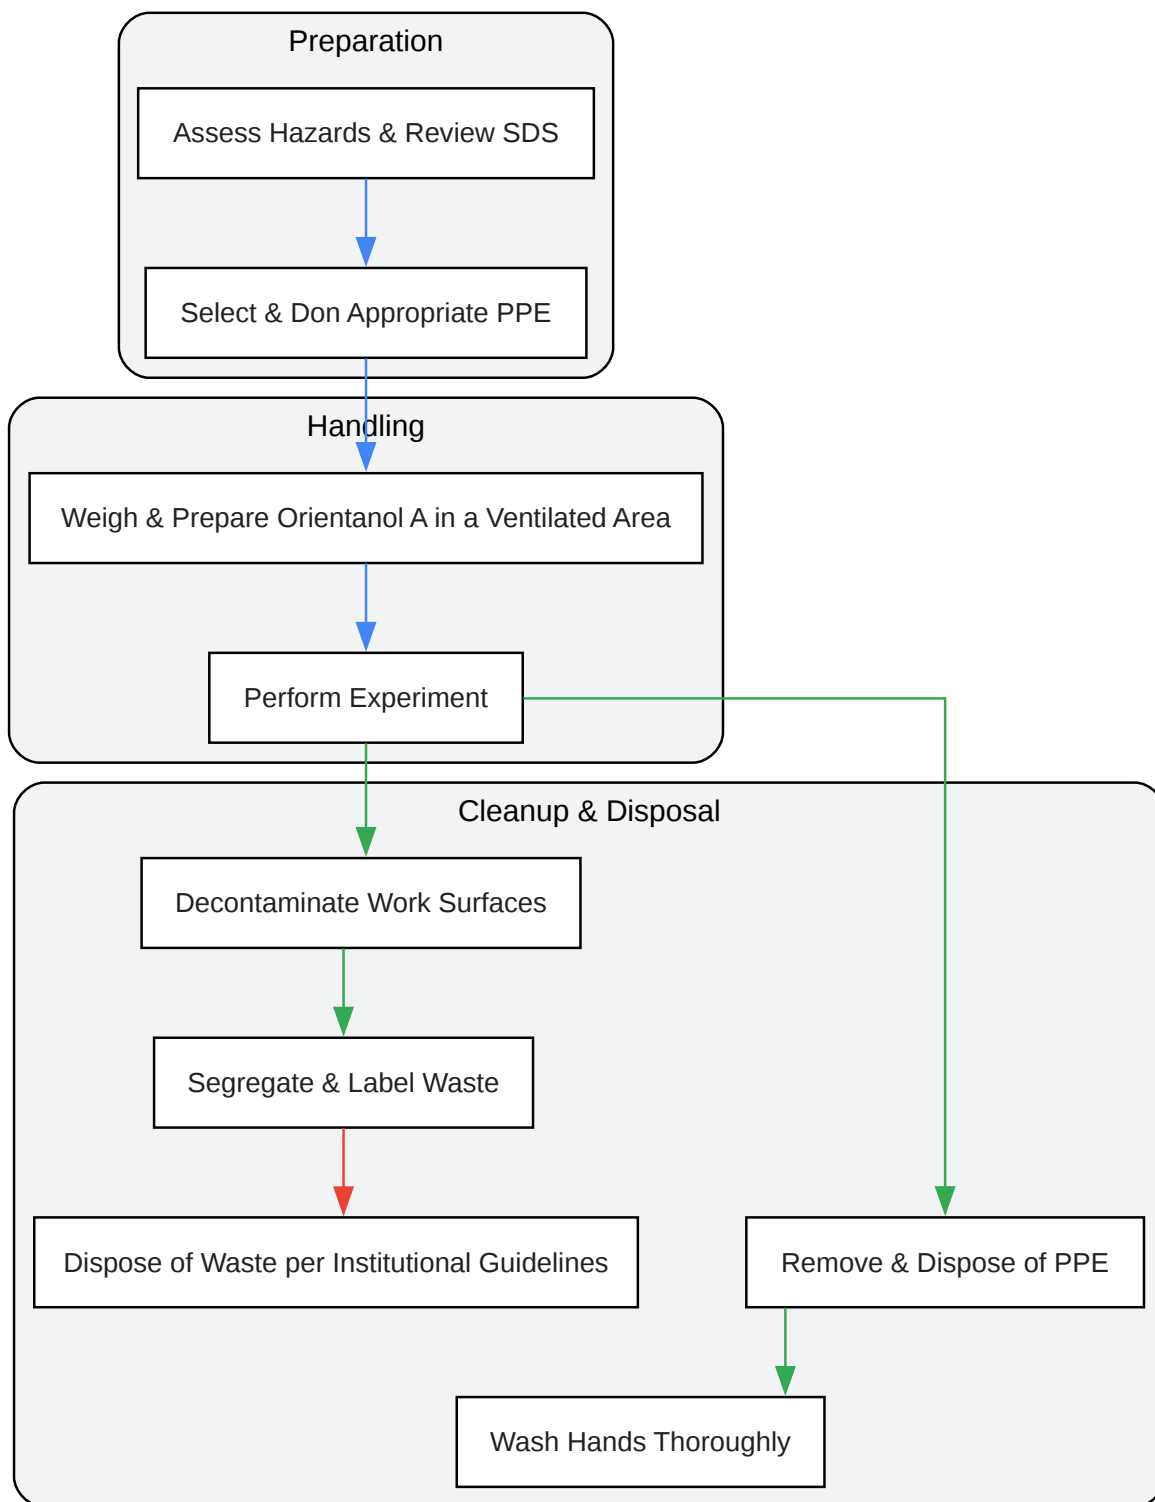 Preparation
Assess Hazards & Review SDS
Select & Don Appropriate PPE
Handling
Weigh & Prepare Orientanol A in a Ventilated Area
Perform Experiment
Cleanup & Disposal
Decontaminate Work Surfaces
Segregate & Label Waste
Dispose of Waste per Institutional Guidelines
Remove & Dispose of PPE
Wash Hands Thoroughly